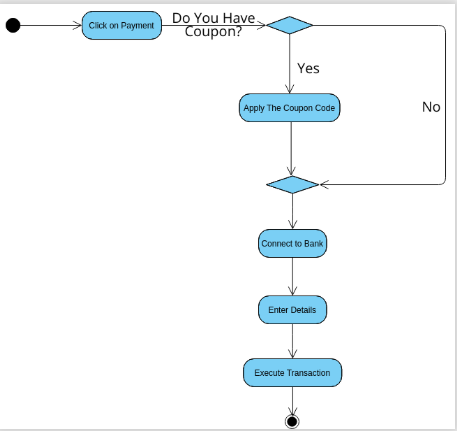 Click on Payment
Do You Have
Coupon?
Yes
Apply The Coupon Code
No
Connect to Bank
Enter Details
Execute Transaction